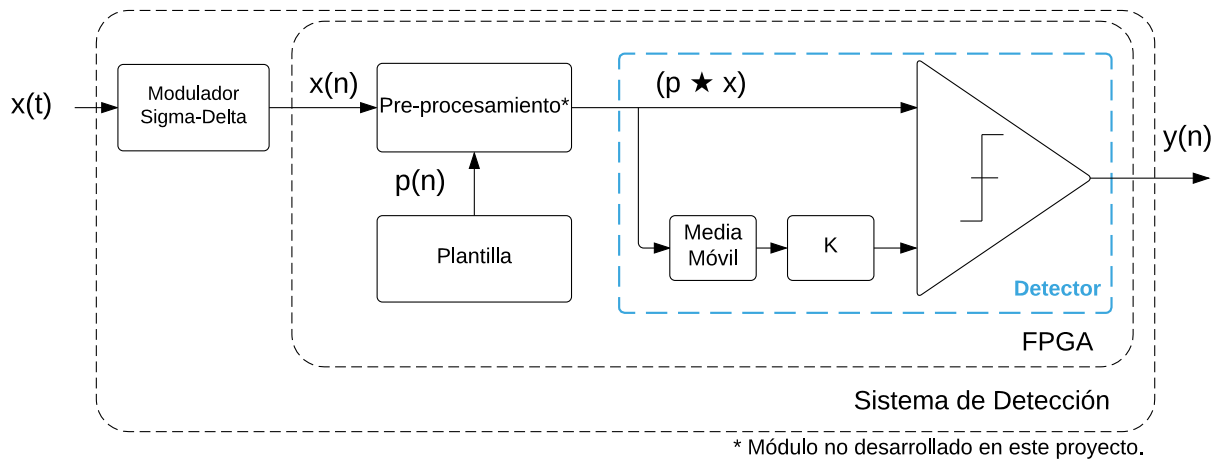 x(t)
Modulador
Sigma-Delta
x(n)
Pre-procesamiento*
(p ★ x)
y(n)
p(n)
Plantilla
Media
Móvil
K
Detector
FPGA
Sistema de Detección
* Módulo no desarrollado en este proyecto.